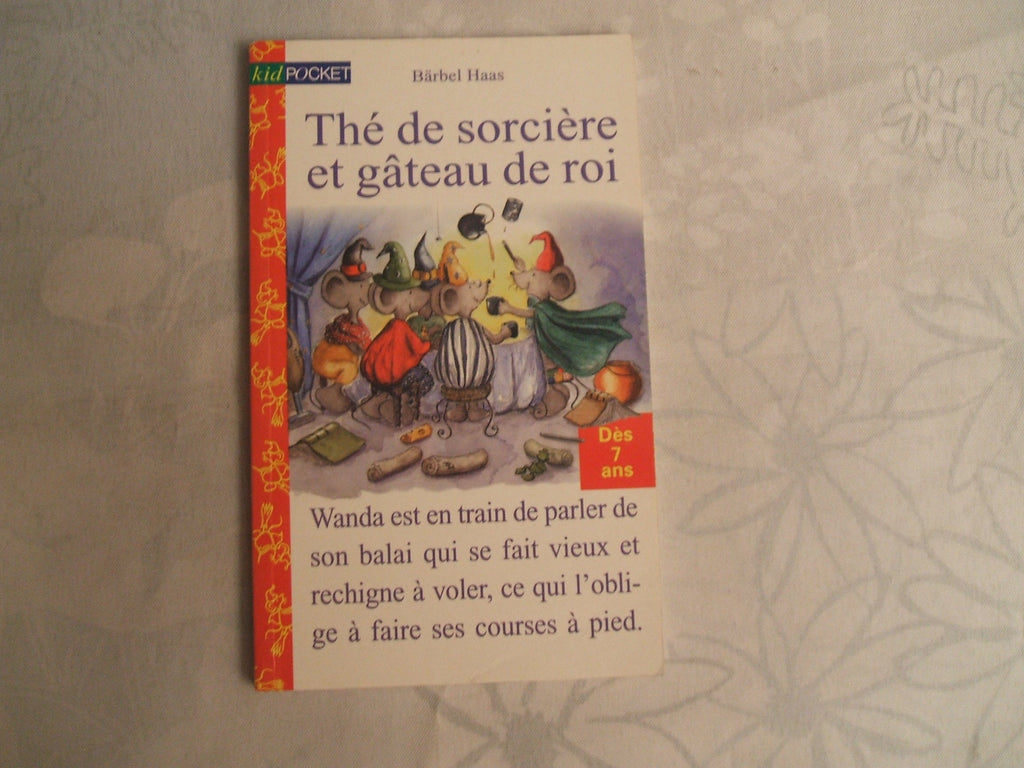 kid POCKET
Bärbel Haas
Thé de sorcière
et gâteau de roi
Dès
7
ans
Wanda est en train de parler de
son balai qui se fait vieux et
rechigne à voler, ce qui l'obli-
ge à faire ses courses à pied.